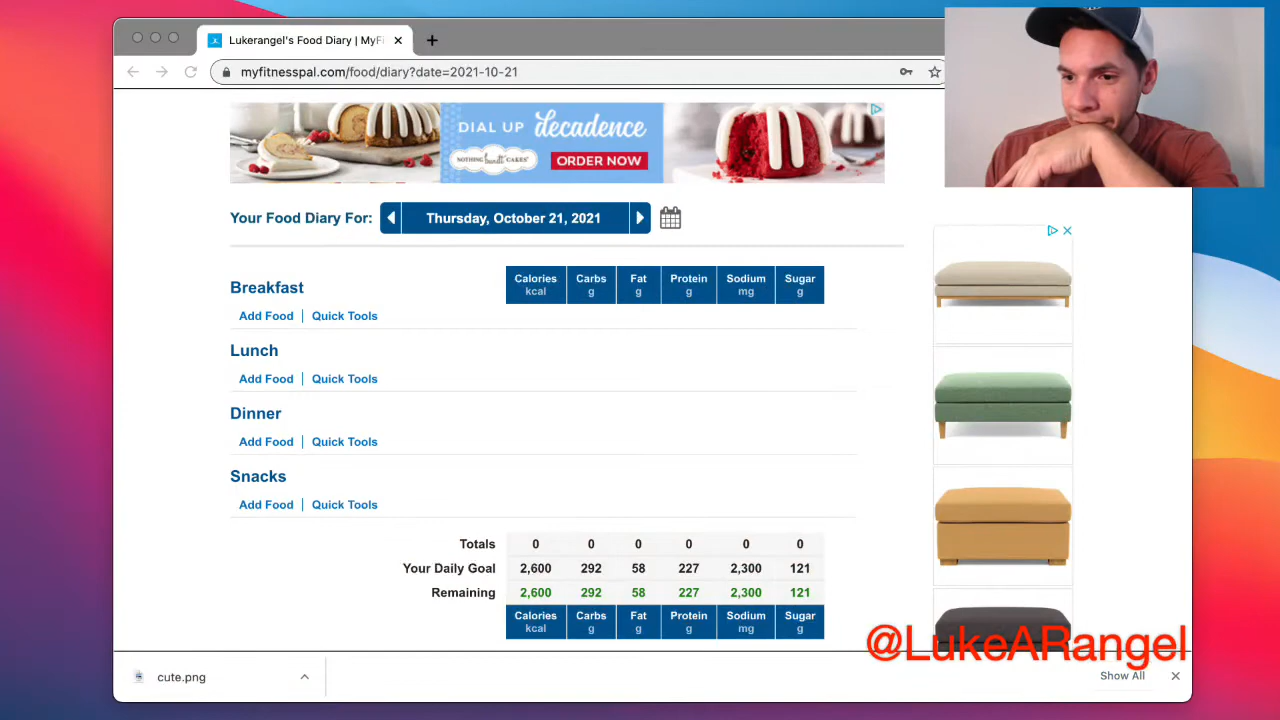 Lukerangel's Food Diary | MyFi
myfitnesspal.com/food/diary?date=2021-10-21
DIAL UP decadence
NOTHING bundt CAKES
ORDER NOW
Your Food Diary For:
Thursday, October 21, 2021
Breakfast
Calories Carbs Fat Protein Sodium Sugar
kcal g g g mg g
Add Food | Quick Tools
Lunch
Add Food | Quick Tools
Dinner
Add Food | Quick Tools
Snacks
Add Food | Quick Tools
Totals 0 0 0 0 0 0
Your Daily Goal 2,600 292 58 227 2,300 121
Remaining 2,600 292 58 227 2,300 121
Calories Carbs Fat Protein Sodium Sugar
kcal g g g mg g
@LukeARangel
cute.png
Show All